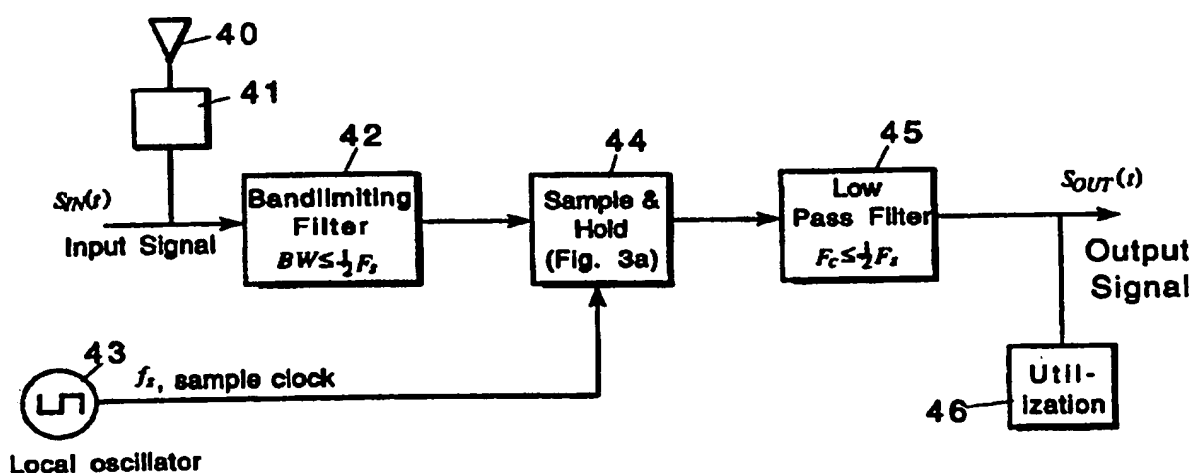 40
41
42
44
45
S_IN(t)
Input Signal
Bandlimiting
Filter
BW≤½F_s
Sample &
Hold
(Fig. 3a)
Low
Pass Filter
F_C≤½F_s
S_OUT(t)
Output
Signal
43
f_s, sample clock
Local oscillator
46
Util-
ization